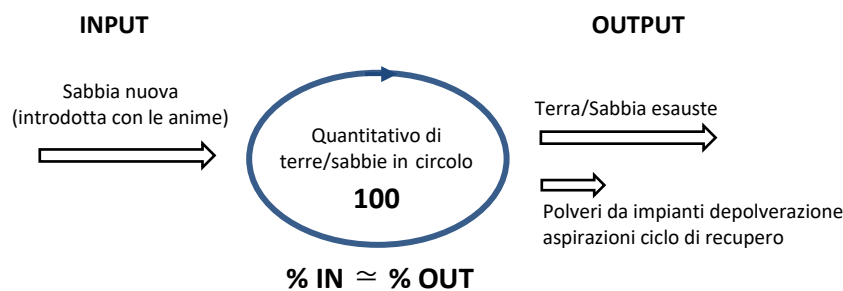 INPUT
OUTPUT
Sabbia nuova
(introdotta con le anime)
Quantitativo di
terre/sabbie in circolo
100
Terra/Sabbia esauste
Polveri da impianti depolverazione
aspirazioni ciclo di recupero
% IN ≃ % OUT